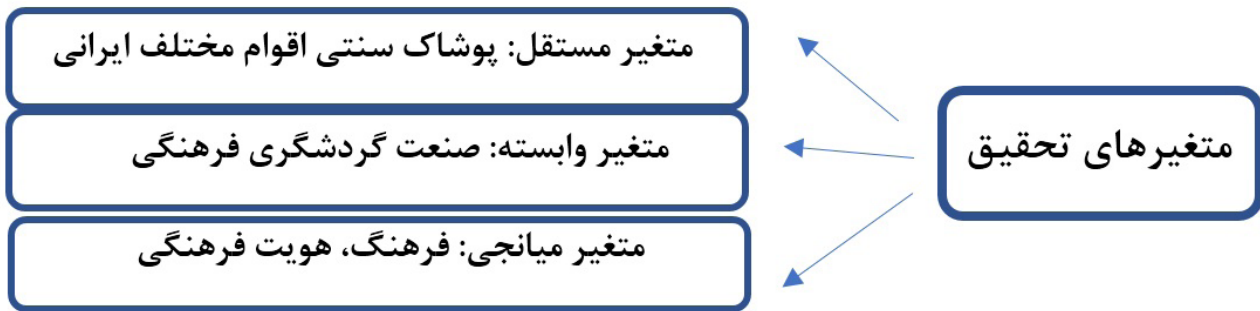 متغیرهای تحقیق
متغیر مستقل: پوشاک سنتی اقوام مختلف ایرانی
متغیر وابسته: صنعت گردشگری فرهنگی
متغیر میانجی: فرهنگ، هویت فرهنگی